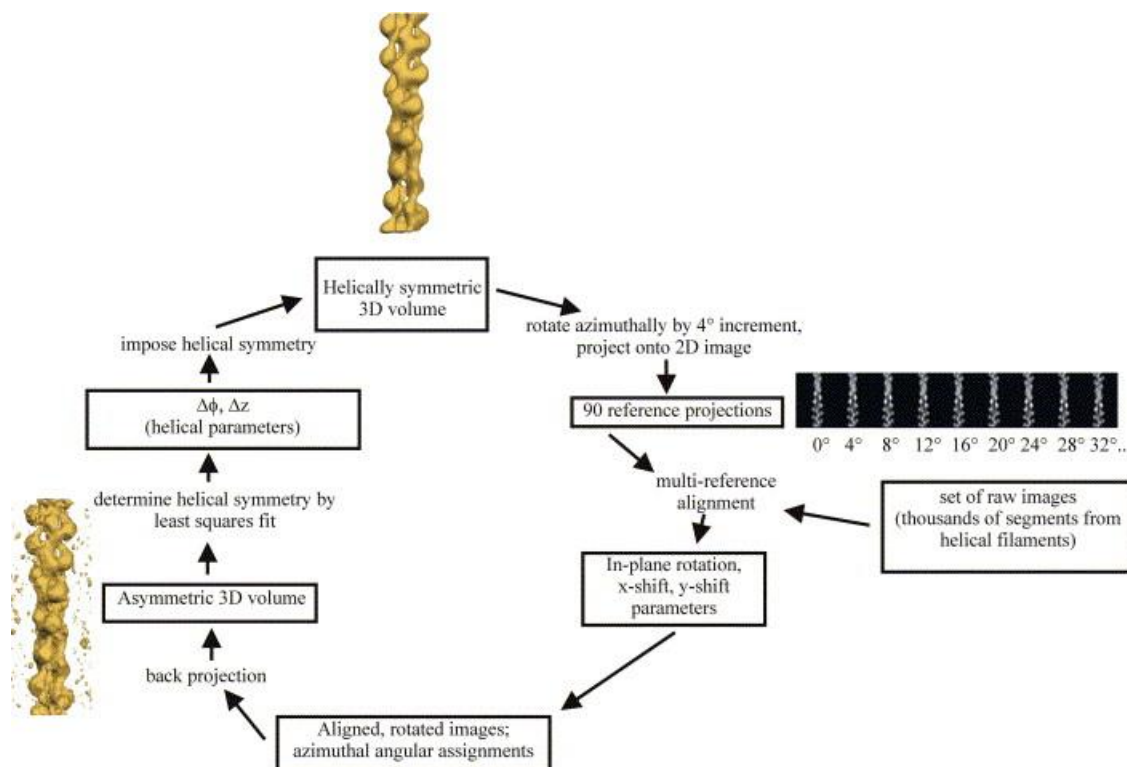 Helically symmetric
3D volume
rotate azimuthally by 4° increment,
project onto 2D image
90 reference projections
0° 4° 8° 12° 16° 20° 24° 28° 32°..
multi-reference
alignment
set of raw images
(thousands of segments from
helical filaments)
In-plane rotation,
x-shift, y-shift
parameters
Aligned, rotated images;
azimuthal angular assignments
back projection
Asymmetric 3D volume
determine helical symmetry by
least squares fit
Δϕ, Δz
(helical parameters)
impose helical symmetry